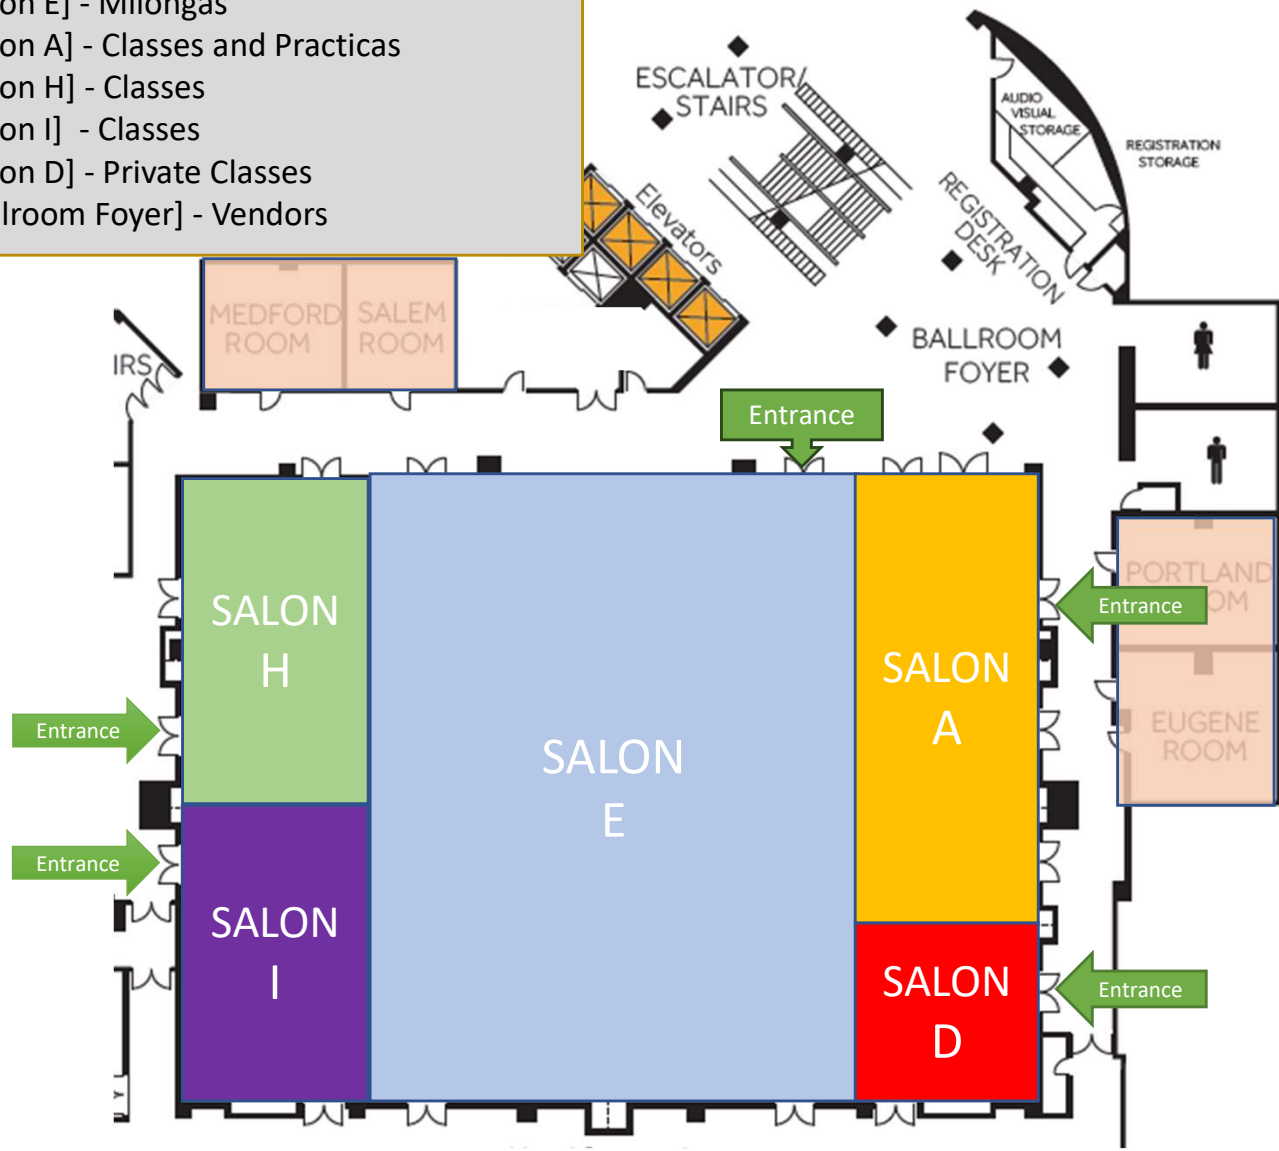 on E] - Milongas
on A] - Classes and Practicas
on H] - Classes
on I]  - Classes
on D] - Private Classes
lroom Foyer] - Vendors
ESCALATOR/
STAIRS
AUDIO
VISUAL
STORAGE
REGISTRATION
STORAGE
Elevators
REGISTRATION
DESK
MEDFORD
ROOM
SALEM
ROOM
IRS
BALLROOM
FOYER
Entrance
PORTLAND
OM
Entrance
SALON
H
SALON
A
EUGENE
ROOM
Entrance
SALON
E
Entrance
SALON
I
SALON
D
Entrance